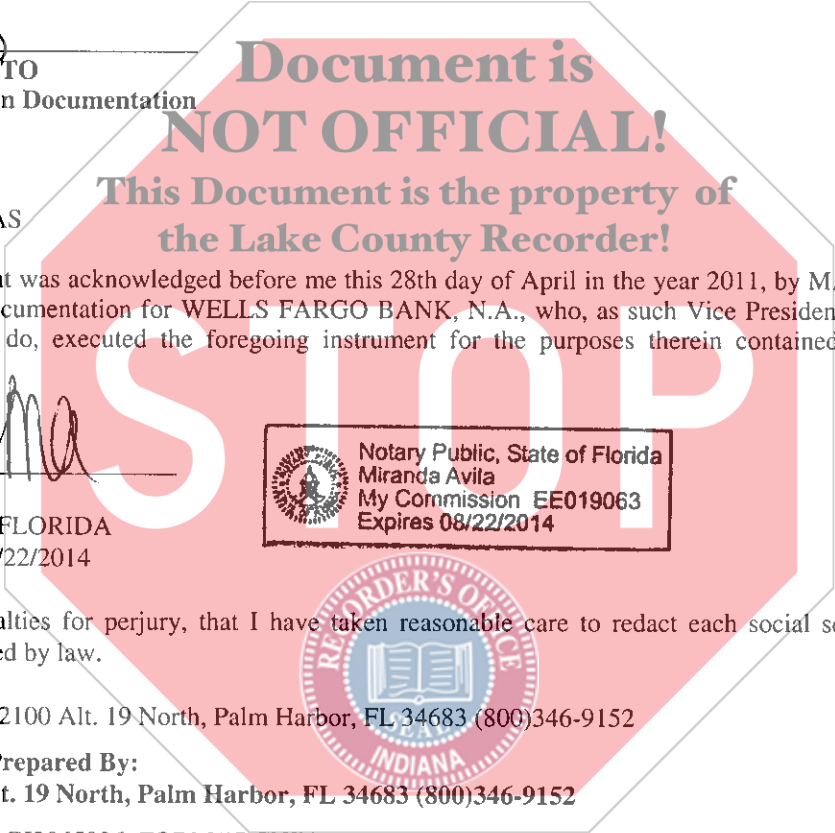 Document is
TO
n Documentation
NOT OFFICIAL!
This Document is the property of
AS
the Lake County Recorder!
t was acknowledged before me this 28th day of April in the year 2011, by M.
cumentation for WELLS FARGO BANK, N.A., who, as such Vice Presiden
do, executed the foregoing instrument for the purposes therein contained
STOP
Notary Public, State of Florida
Miranda Avila
My Commission EE019063
Expires 08/22/2014
FLORIDA
/22/2014
RECORDER'S OFFICE
alties for perjury, that I have taken reasonable care to redact each social se
ed by law.
2100 Alt. 19 North, Palm Harbor, FL 34683 (800)346-9152
SEAL
INDIANA
Prepared By:
t. 19 North, Palm Harbor, FL 34683 (800)346-9152